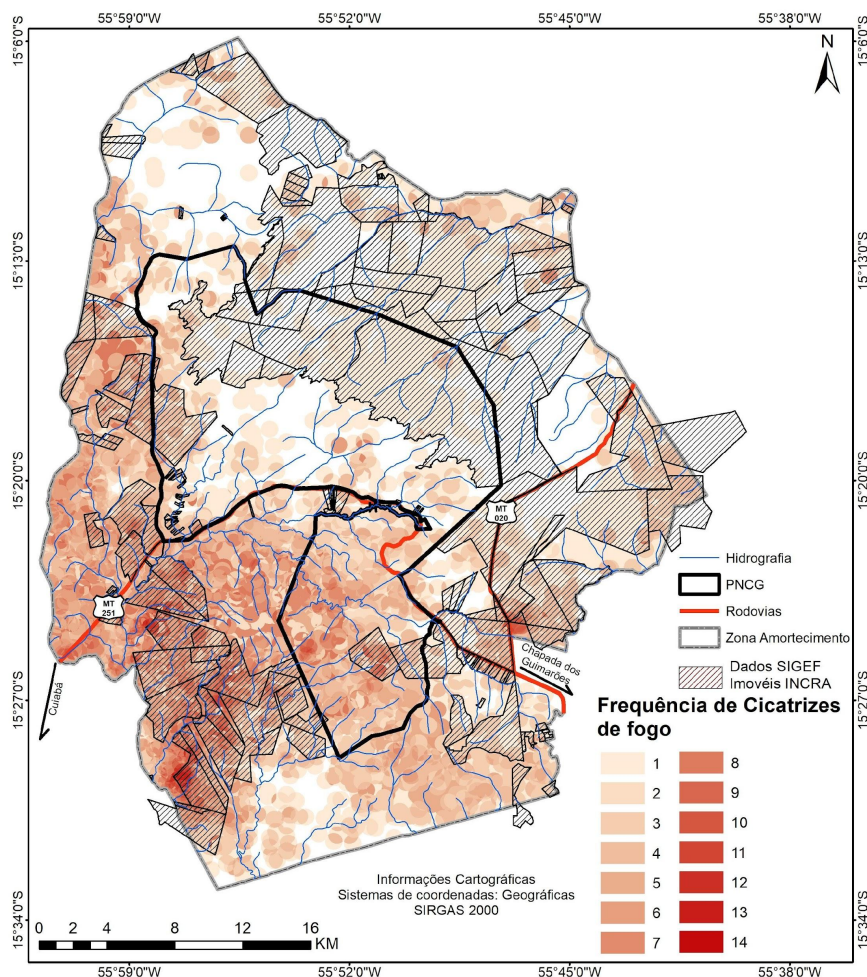 55°59'0"W 55°52'0"W 55°45'0"W 55°38'0"W
15°6'0"S 15°6'0"S
N
15°13'0"S 15°13'0"S
15°20'0"S 15°20'0"S
MT
020
MT
251
Hidrografia
PNCG
Rodovias
Zona Amortecimento
Dados SIGEF
Imovéis INCRA
Chapada dos
Guimarões
Cuiabá
15°27'0"S 15°27'0"S
Frequência de Cicatrizes
de fogo
1 8
2 9
3 10
4 11
5 12
6 13
7 14
Informações Cartográficas
Sistemas de coordenadas: Geográficas
SIRGAS 2000
15°34'0"S 15°34'0"S
0 2 4 8 12 16
KM
55°59'0"W 55°52'0"W 55°45'0"W 55°38'0"W